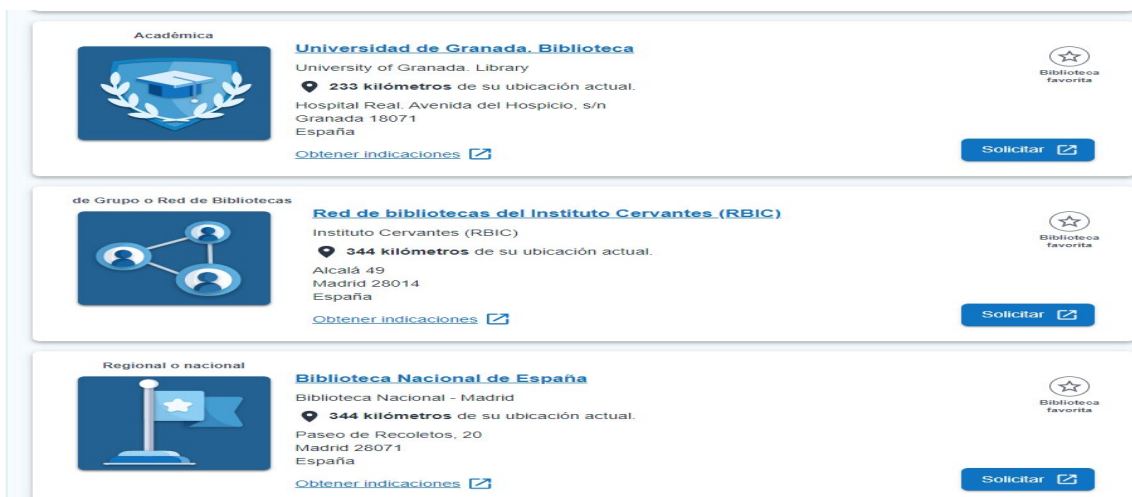 Académica
Universidad de Granada. Biblioteca
University of Granada. Library
233 kilómetros de su ubicación actual.
Hospital Real. Avenida del Hospicio, s/n
Granada 18071
España
Obtener indicaciones
Biblioteca
favorita
Solicitar
de Grupo o Red de Bibliotecas
Red de bibliotecas del Instituto Cervantes (RBIC)
Instituto Cervantes (RBIC)
344 kilómetros de su ubicación actual.
Alcalá 49
Madrid 28014
España
Obtener indicaciones
Biblioteca
favorita
Solicitar
Regional o nacional
Biblioteca Nacional de España
Biblioteca Nacional - Madrid
344 kilómetros de su ubicación actual.
Paseo de Recoletos, 20
Madrid 28071
España
Obtener indicaciones
Biblioteca
favorita
Solicitar